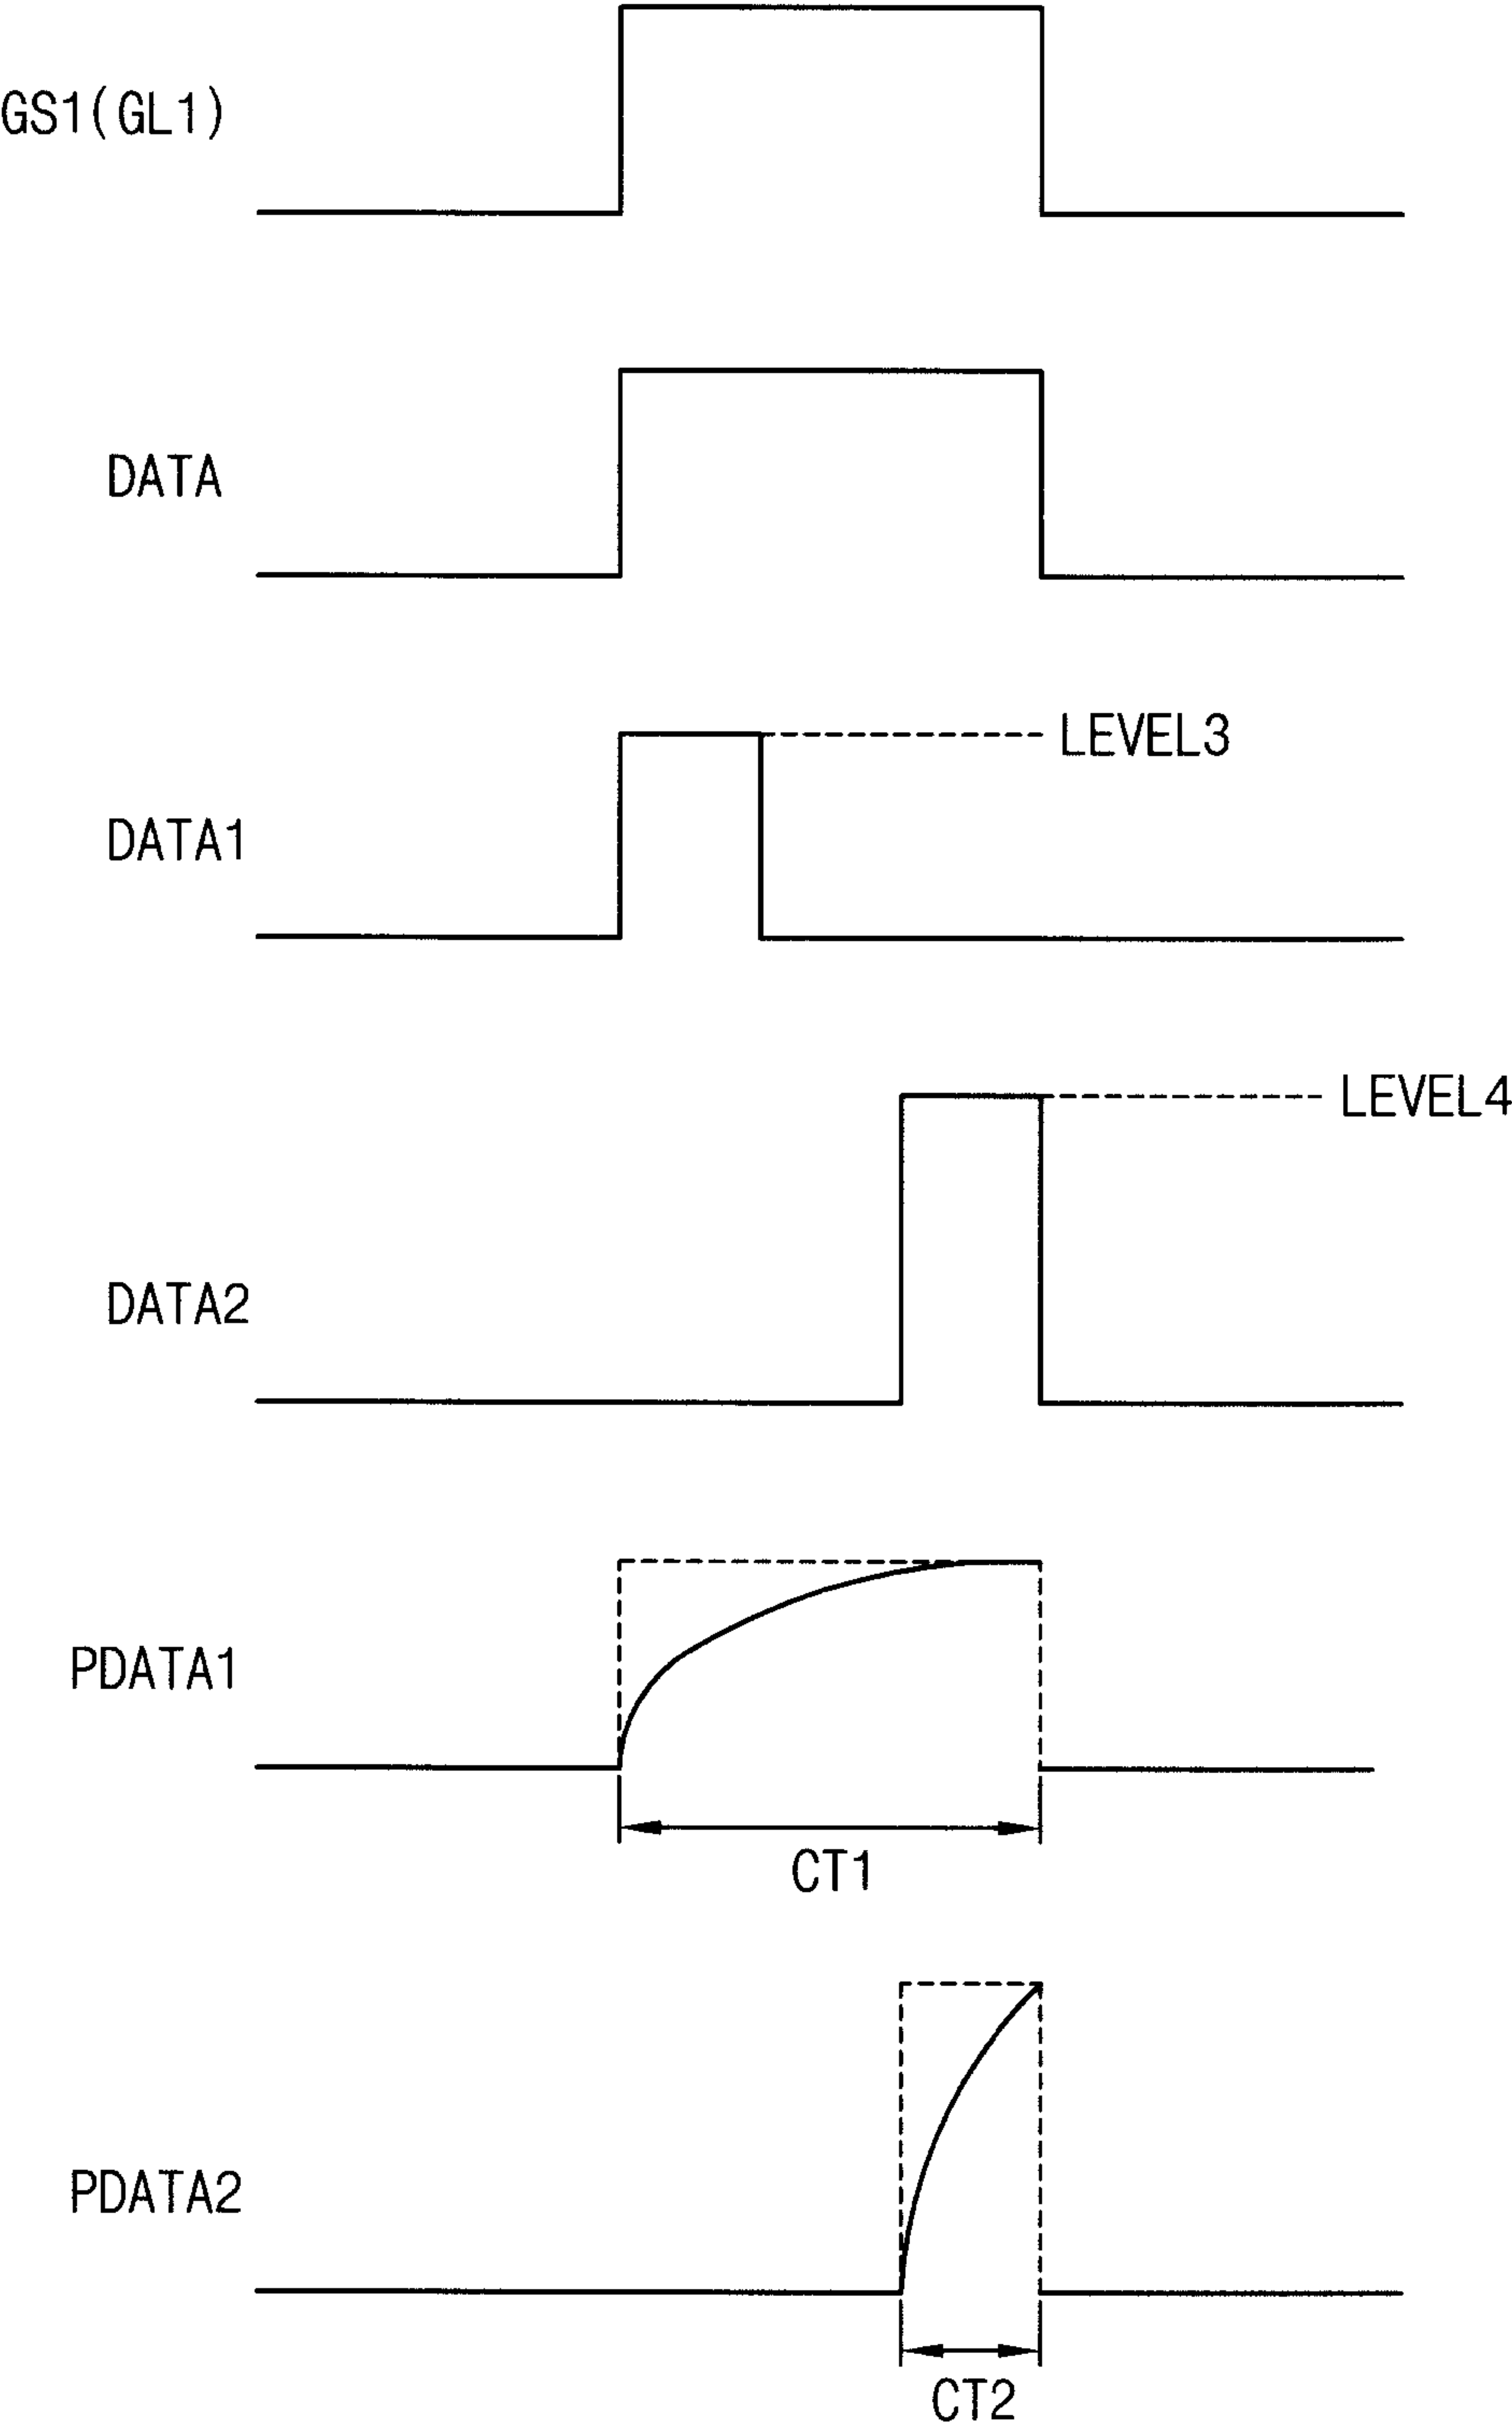 GS1(GL1)
DATA
LEVEL3
DATA1
LEVEL4
DATA2
PDATA1
CT1
PDATA2
CT2